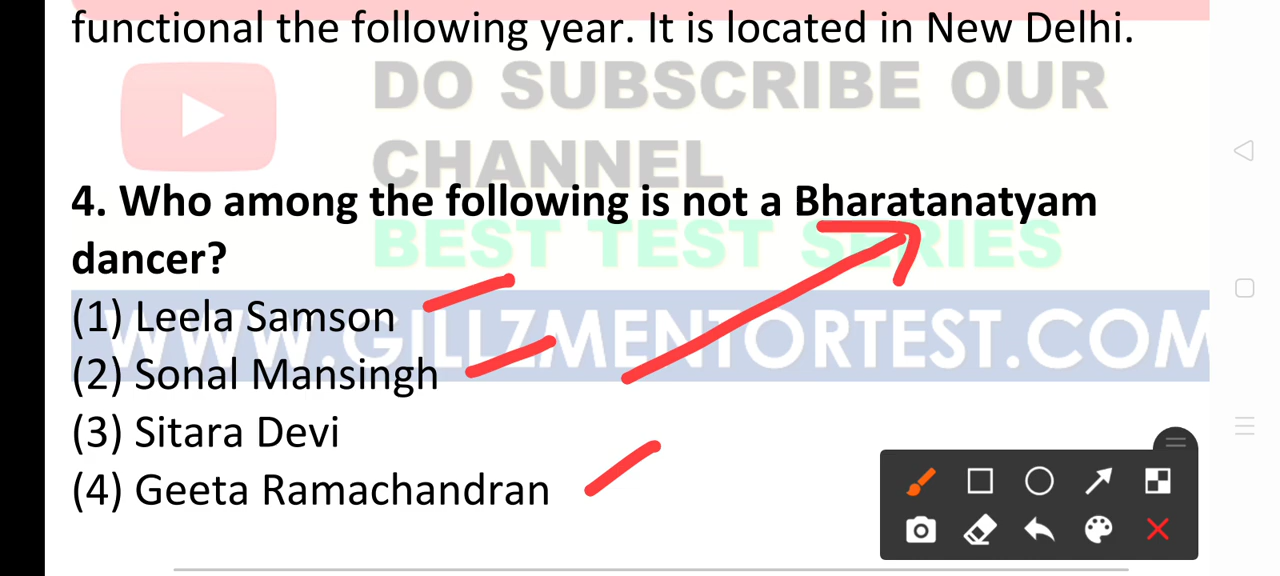 functional the following year. It is located in New Delhi.
DO SUBSCRIBE OUR
CHANNEL
4. Who among the following is not a Bharatanatyam
BEST TEST SERIES
dancer?
(1) Leela Samson
WWW.GILLZMENTORTEST.COM
(2) Sonal Mansingh
(3) Sitara Devi
(4) Geeta Ramachandran